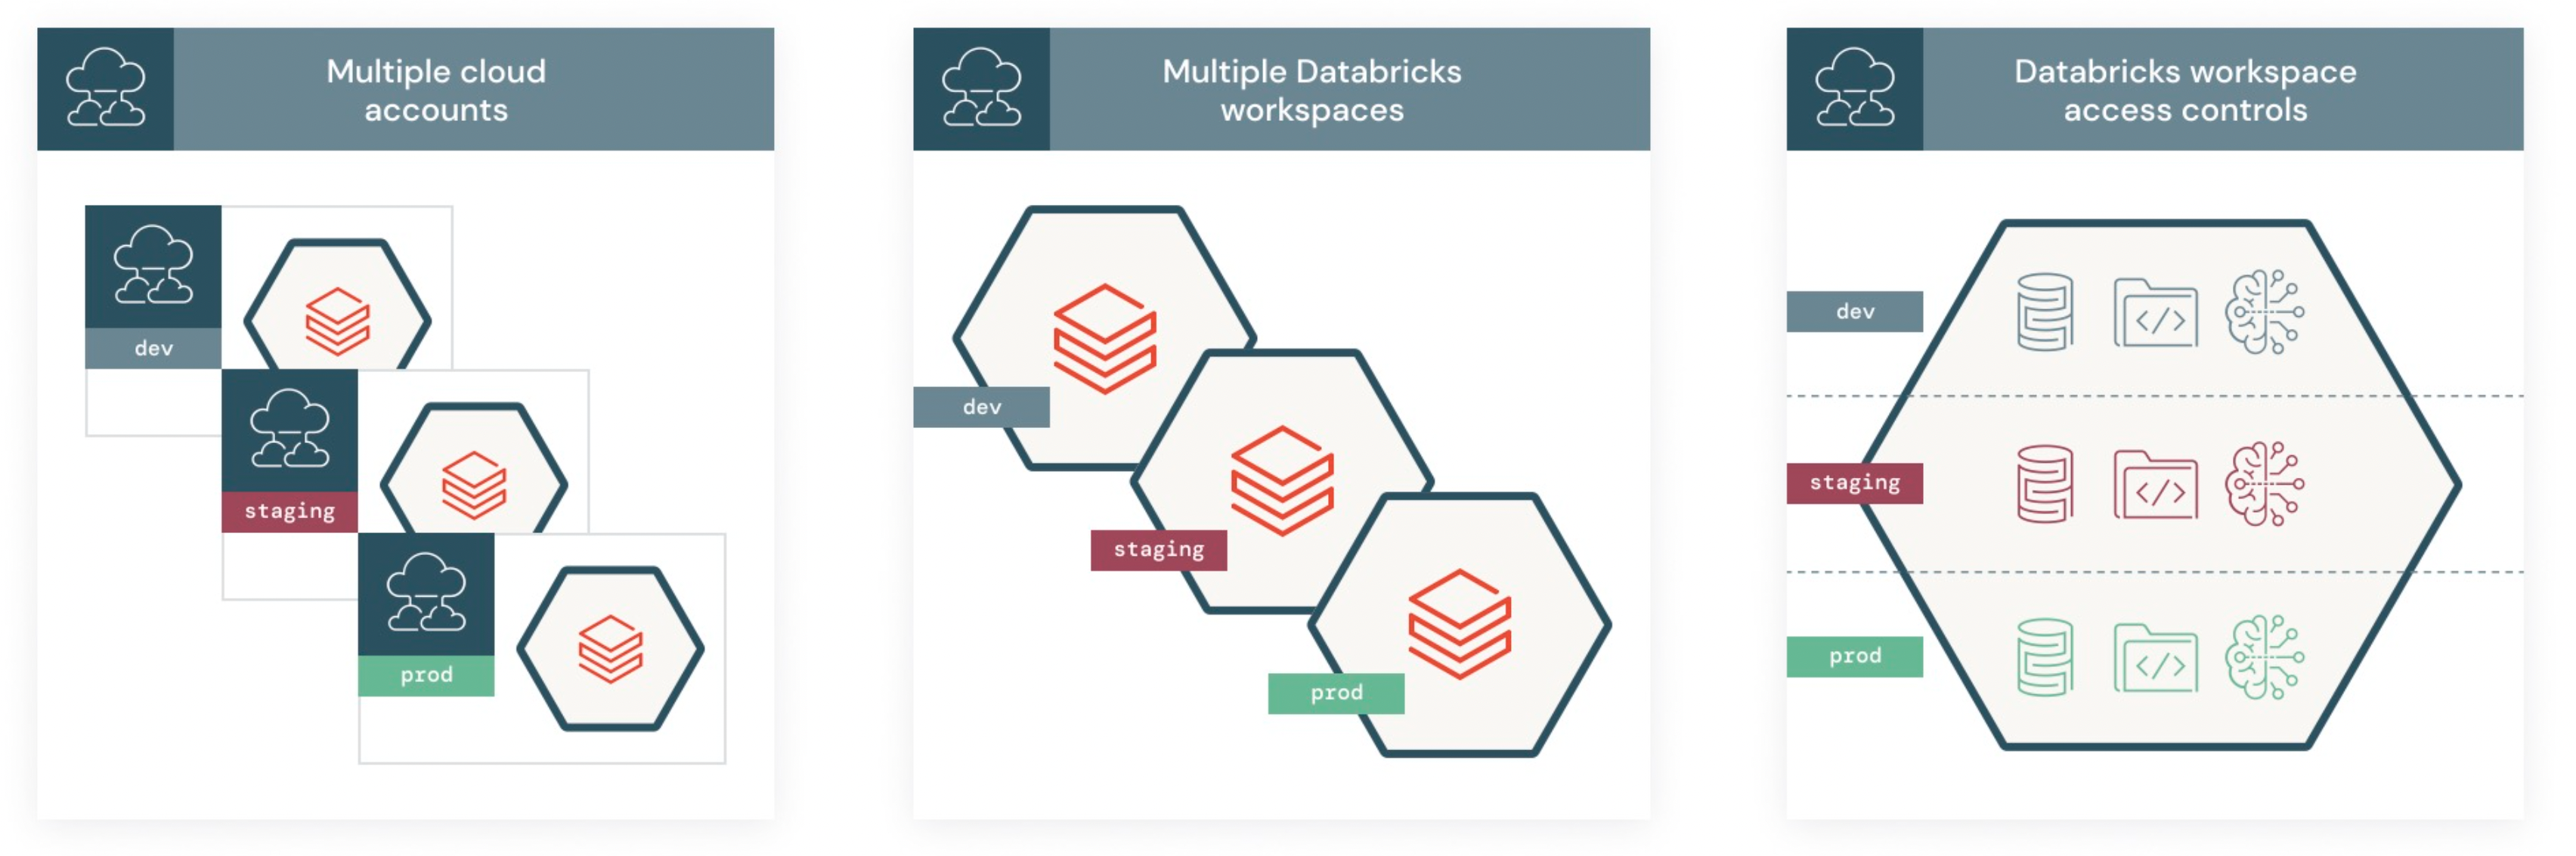 Multiple cloud
accounts
dev
staging
prod
Multiple Databricks
workspaces
dev
staging
prod
Databricks workspace
access controls
dev
</>
staging
</>
prod
</>